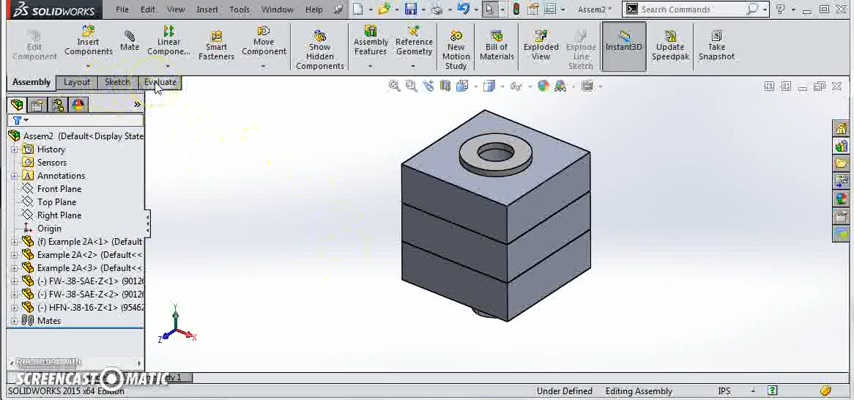 SOLIDWORKS File Edit View Insert Tools Window Help Assem2 * Search Commands
Edit Component
Insert Components
Mate
Linear Compone...
Smart Fasteners
Move Component
Show Hidden Components
Assembly Features
Reference Geometry
New Motion Study
Bill of Materials
Exploded View
Explode Line Sketch
Instant3D
Update Speedpak
Take Snapshot
Assembly Layout Sketch Evaluate
Assem2 (Default<Display State
History
Sensors
Annotations
Front Plane
Top Plane
Right Plane
Origin
(f) Example 2A<1> (Default
Example 2A<2> (Default<<
Example 2A<3> (Default<<
(-) FW-.38-SAE-Z<1> (9012
(-) FW-.38-SAE-Z<2> (9012
(-) HFN-.38-16-Z<1> (9546
Mates
Y
Z X
Recorded with
SCREENCAST MATIC
SOLIDWORKS 2015 x64 Edition Under Defined Editing Assembly IPS